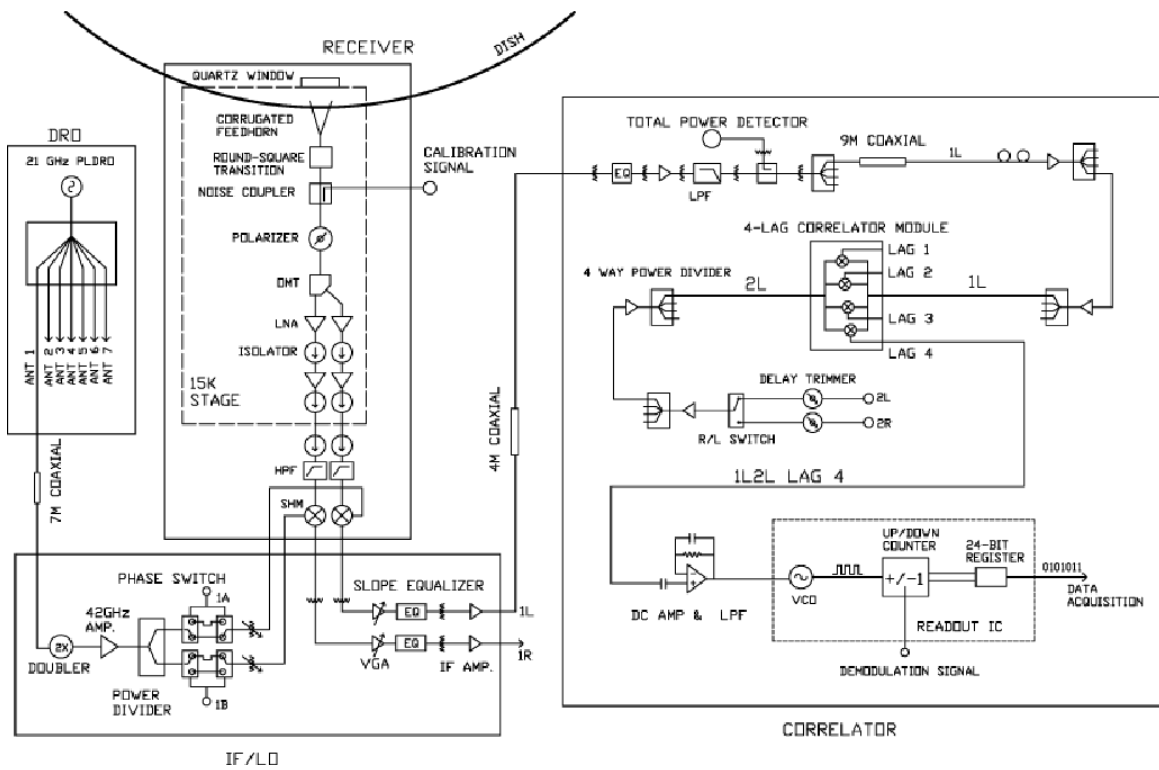 DISH
RECEIVER
QUARTZ WINDOW
CORRUGATED
FEEDHORN
ROUND-SQUARE
TRANSITION
NOISE COUPLER
CALIBRATION
SIGNAL
POLARIZER
OMT
LNA
ISOLATOR
15K
STAGE
HPF
SHM
DRO
21 GHz PLDRO
ANT 1
ANT 2
ANT 3
ANT 4
ANT 5
ANT 6
ANT 7
7M COAXIAL
4M COAXIAL
PHASE SWITCH
1A
42GHz
AMP.
2X
DOUBLER
POWER
DIVIDER
1B
SLOPE EQUALIZER
EQ
1L
EQ
1R
VGA
IF AMP.
IF/LO
TOTAL POWER DETECTOR
9M COAXIAL
1L
EQ
LPF
4-LAG CORRELATOR MODULE
LAG 1
LAG 2
LAG 3
LAG 4
4 WAY POWER DIVIDER
2L
1L
DELAY TRIMMER
2L
2R
R/L SWITCH
1L2L LAG 4
DC AMP & LPF
VCO
UP/DOWN
COUNTER
+/-1
24-BIT
REGISTER
0101011
DATA
ACQUISITION
READOUT IC
DEMODULATION SIGNAL
CORRELATOR